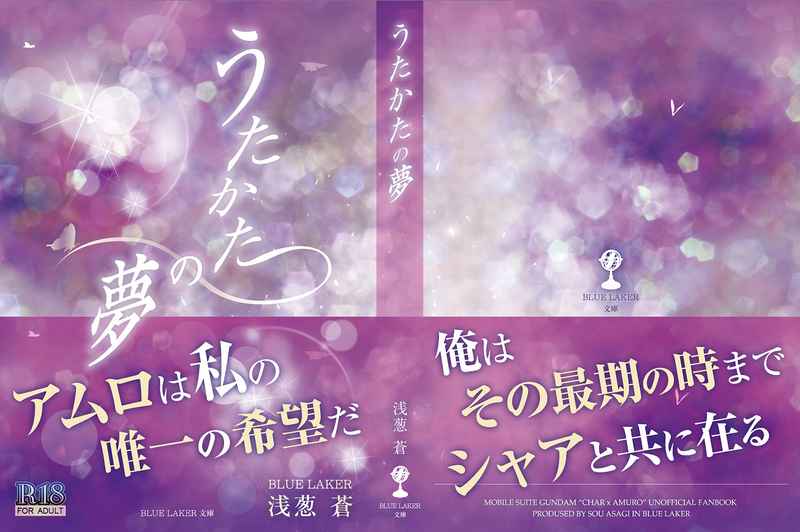 うたかた
の
夢
アムロは私の
唯一の希望だ
BLUE LAKER
浅葱 蒼
R18
FOR ADULT
BLUE LAKER 文庫
うたかたの夢
浅葱 蒼
BLUE LAKER
文庫
BLUE LAKER
文庫
俺は
その最期の時まで
シャアと共に在る
MOBILE SUITE GUNDAM "CHAR x AMURO" UNOFFICIAL FANBOOK
PRODUSED BY SOU ASAGI IN BLUE LAKER